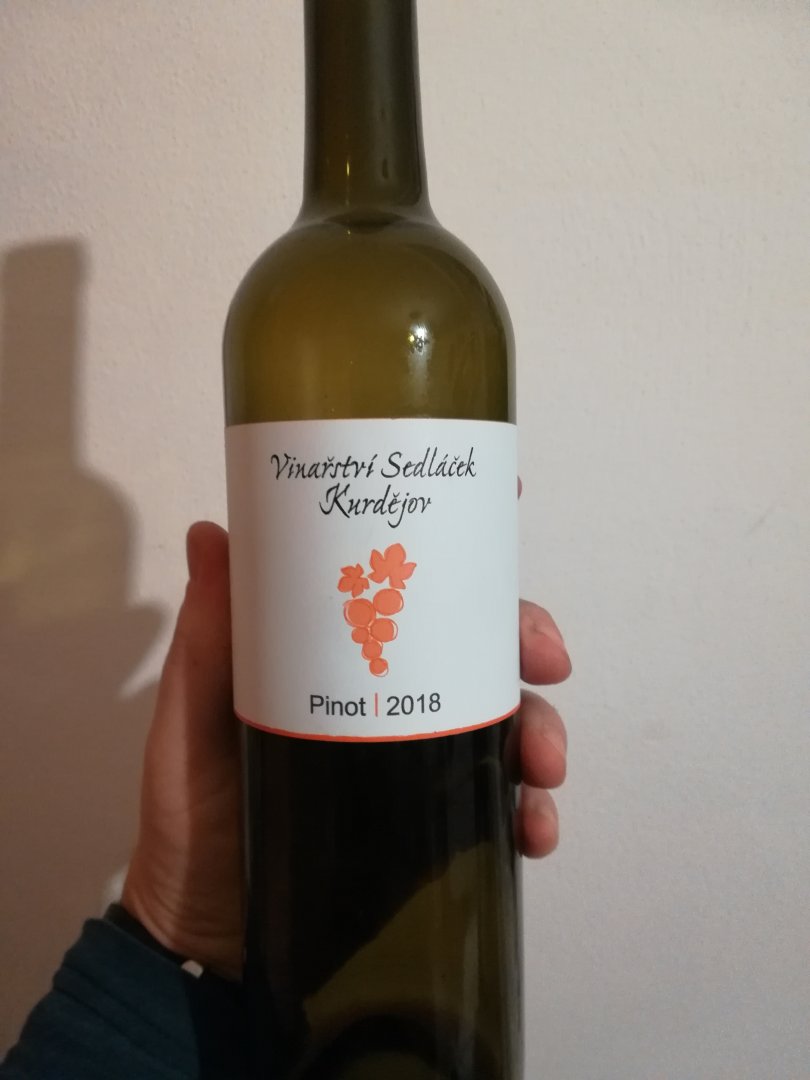 Vinařství Sedláček
Kurdějov
Pinot | 2018